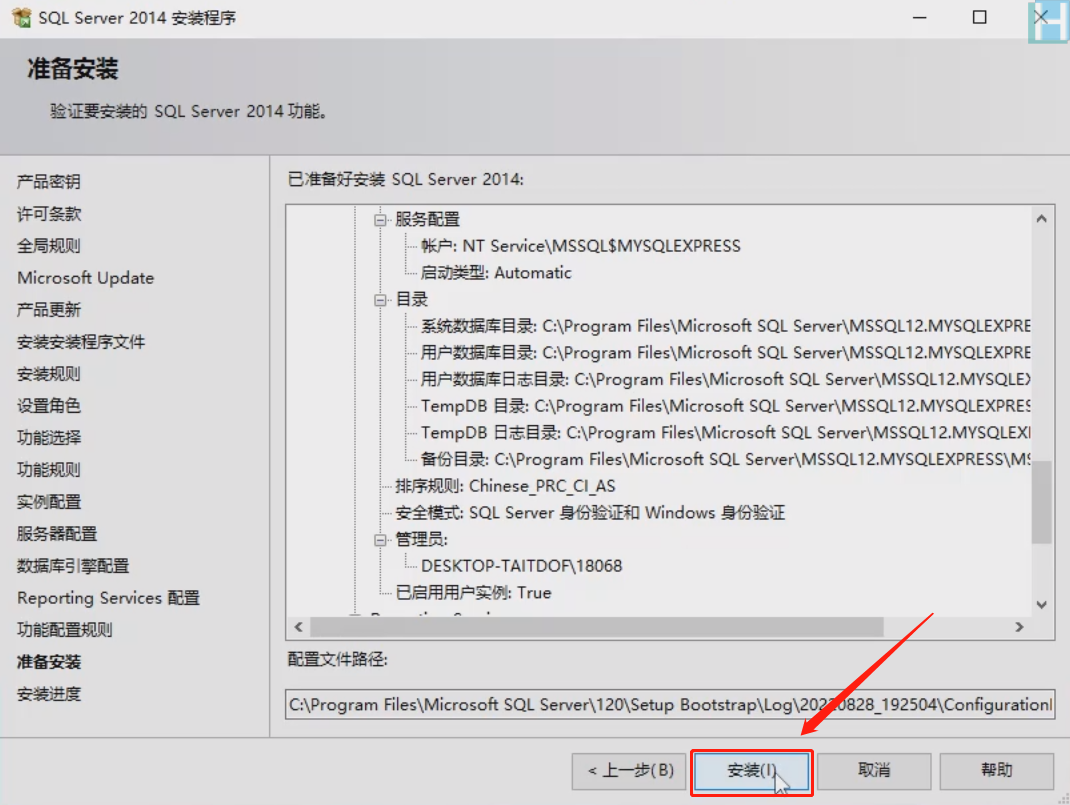 SQL Server 2014 安装程序
H
准备安装
验证要安装的 SQL Server 2014 功能。
产品密钥
许可条款
全局规则
Microsoft Update
产品更新
安装安装程序文件
安装规则
设置角色
功能选择
功能规则
实例配置
服务器配置
数据库引擎配置
Reporting Services 配置
功能配置规则
准备安装
安装进度
已准备好安装 SQL Server 2014:
服务配置
帐户: NT Service\MSSQL$MYSQLEXPRESS
启动类型: Automatic
目录
系统数据库目录: C:\Program Files\Microsoft SQL Server\MSSQL12.MYSQLEXPRE
用户数据库目录: C:\Program Files\Microsoft SQL Server\MSSQL12.MYSQLEXPRE
用户数据库日志目录: C:\Program Files\Microsoft SQL Server\MSSQL12.MYSQLEX
TempDB 目录: C:\Program Files\Microsoft SQL Server\MSSQL12.MYSQLEXPRES
TempDB 日志目录: C:\Program Files\Microsoft SQL Server\MSSQL12.MYSQLEX
备份目录: C:\Program Files\Microsoft SQL Server\MSSQL12.MYSQLEXPRESS\MS
排序规则: Chinese_PRC_CI_AS
安全模式: SQL Server 身份验证和 Windows 身份验证
管理员:
DESKTOP-TAITDOF\18068
已启用用户实例: True
配置文件路径:
C:\Program Files\Microsoft SQL Server\120\Setup Bootstrap\Log\20220828_192504\Configuration
< 上一步(B)
安装(I)
取消
帮助